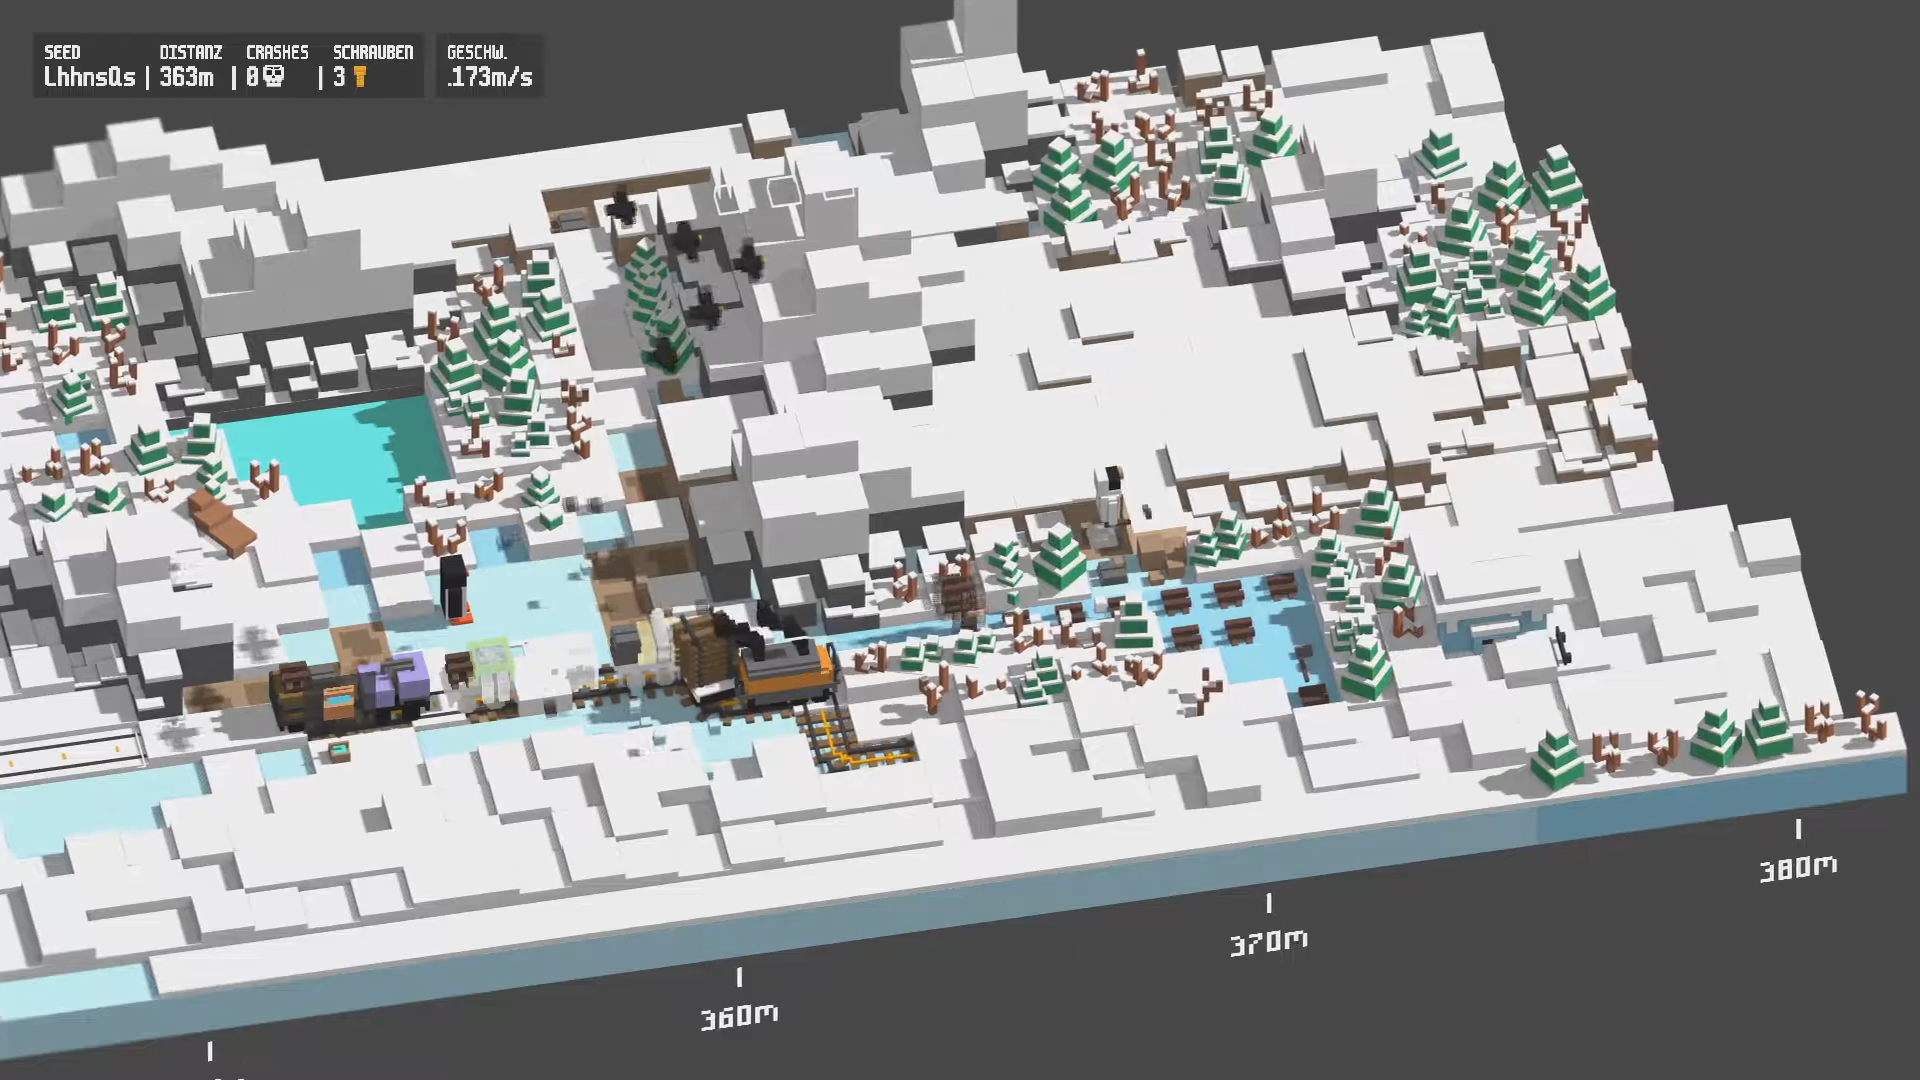 SEED DISTANZ CRASHES SCHRAUBEN GESCHW.
LhhnsQs | 363m | 0 | 3 .173m/s
380m
370m
360m